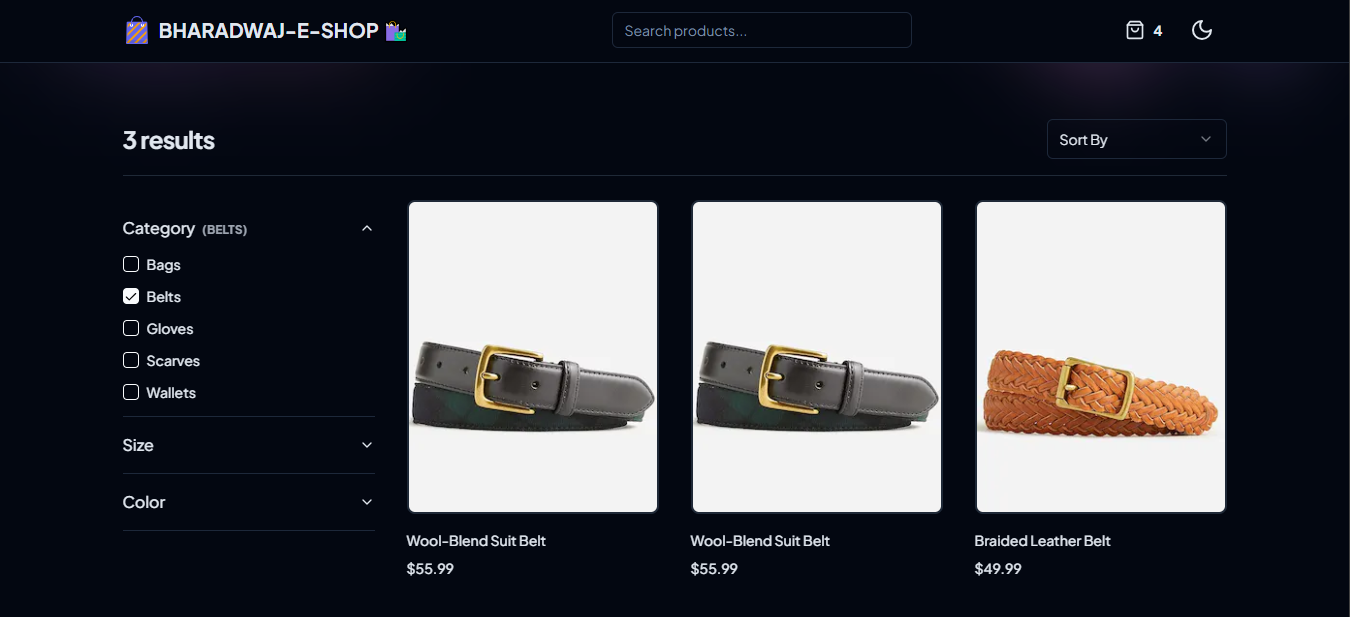 BHARADWAJ-E-SHOP
Search products...
4
3 results
Sort By
Category (BELTS)
Bags
Belts
Gloves
Scarves
Wallets
Size
Color
Wool-Blend Suit Belt
$55.99
Wool-Blend Suit Belt
$55.99
Braided Leather Belt
$49.99